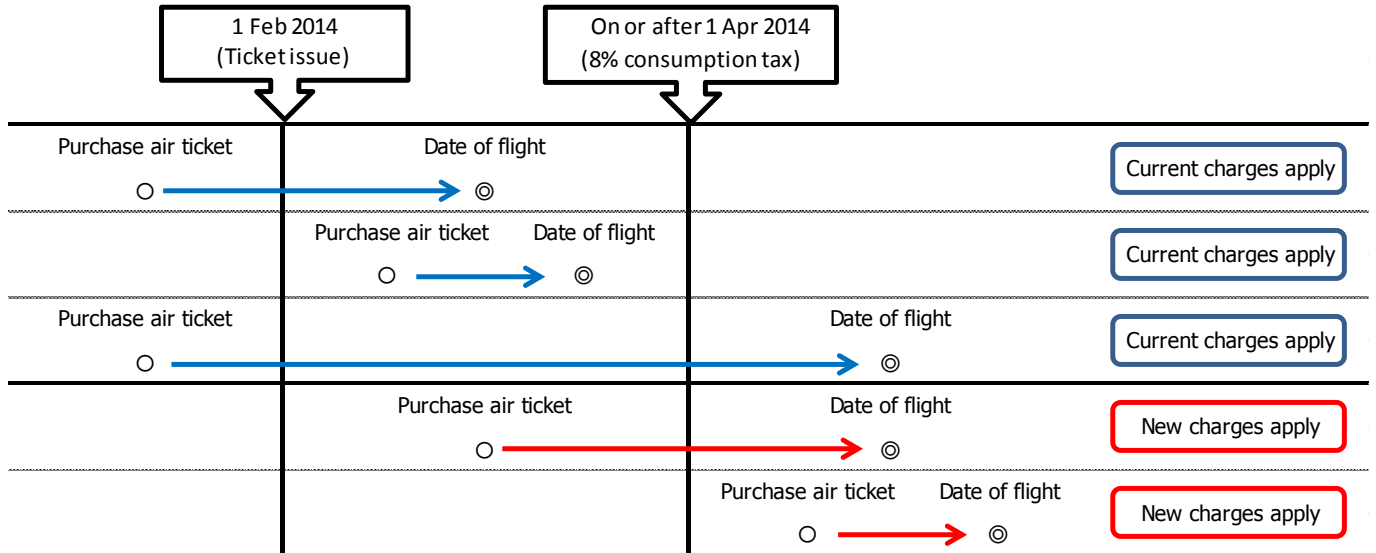 1 Feb 2014
(Ticket issue)
On or after 1 Apr 2014
(8% consumption tax)
Purchase air ticket
Date of flight
Current charges apply
Purchase air ticket
Date of flight
Current charges apply
Purchase air ticket
Date of flight
Current charges apply
Purchase air ticket
Date of flight
New charges apply
Purchase air ticket
Date of flight
New charges apply